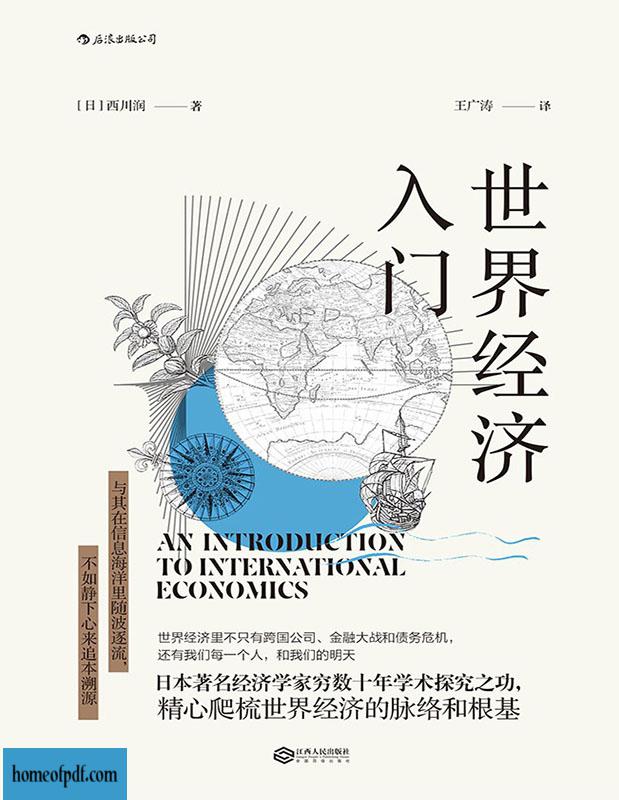 后浪出版公司
[日]西川润 著
王广涛 译
世界经济
入门
与其在信息海洋里随波逐流,
不如静下心来追本溯源
AN INTRODUCTION
TO INTERNATIONAL
ECONOMICS
世界经济里不只有跨国公司、金融大战和债务危机,
还有我们每一个人,和我们的明天
日本著名经济学家穷数十年学术探究之功,
精心爬梳世界经济的脉络和根基
江西人民出版社
homeofpdf.com